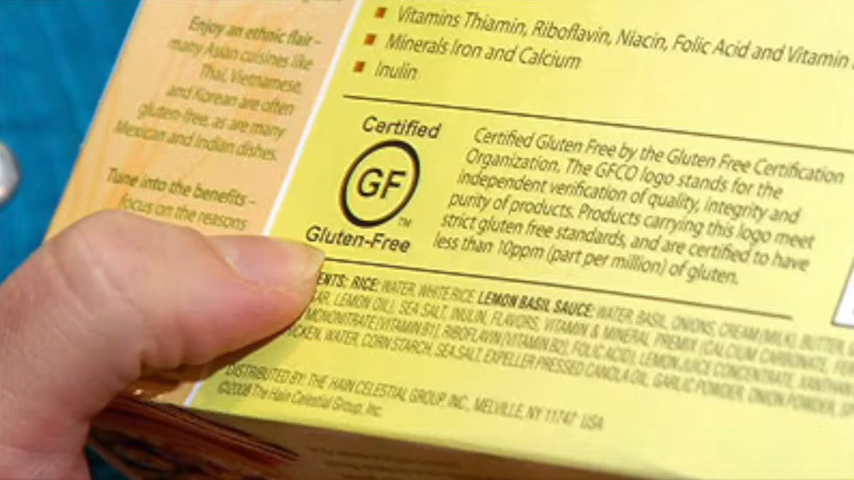 Enjoy an ethnic flair –
many Asian cuisines like
Thai, Vietnamese,
and Korean are often
gluten-free, as are many
Mexican and Indian dishes.
Tune into the benefits –
focus on the reasons
Vitamins Thiamin, Riboflavin, Niacin, Folic Acid and Vitamin
Minerals Iron and Calcium
Inulin
Certified
GF
TM
Gluten-Free
Certified Gluten Free by the Gluten Free Certification
Organization. The GFCO logo stands for the
independent verification of quality, integrity and
purity of products. Products carrying this logo meet
strict gluten free standards, and are certified to have
less than 10ppm (part per million) of gluten.
ENTS: RICE: WATER, WHITE RICE. LEMON BASIL SAUCE: WATER, BASIL, ONIONS, CREAM (MILK), BUTTER,
AR, LEMON OIL), SEA SALT, INULIN, FLAVORS, VITAMIN & MINERAL PREMIX (CALCIUM CARBONATE,
MONONITRATE [VITAMIN B1], RIBOFLAVIN [VITAMIN B2], FOLIC ACID), LEMON JUICE CONCENTRATE, XANTHAN
CKEN, WATER, CORN STARCH, SEA SALT, EXPELLER PRESSED CANOLA OIL, GARLIC POWDER, ONION POWDER,
DISTRIBUTED BY: THE HAIN CELESTIAL GROUP, INC., MELVILLE, NY 11747 USA
©2008 The Hain Celestial Group, Inc.